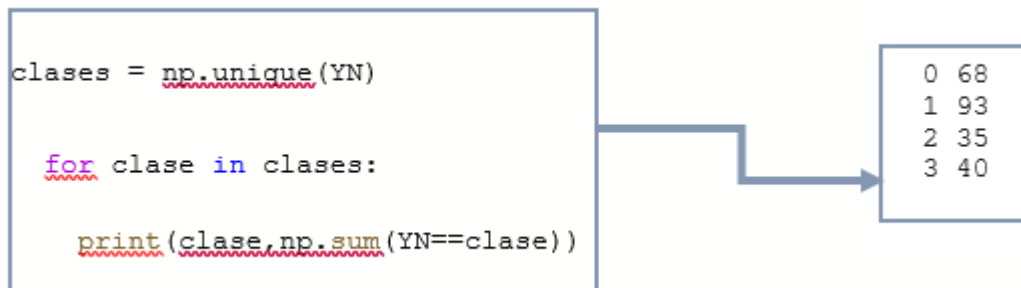 clases = np.unique(YN)
for clase in clases:
print(clase,np.sum(YN==clase))
0 68
1 93
2 35
3 40